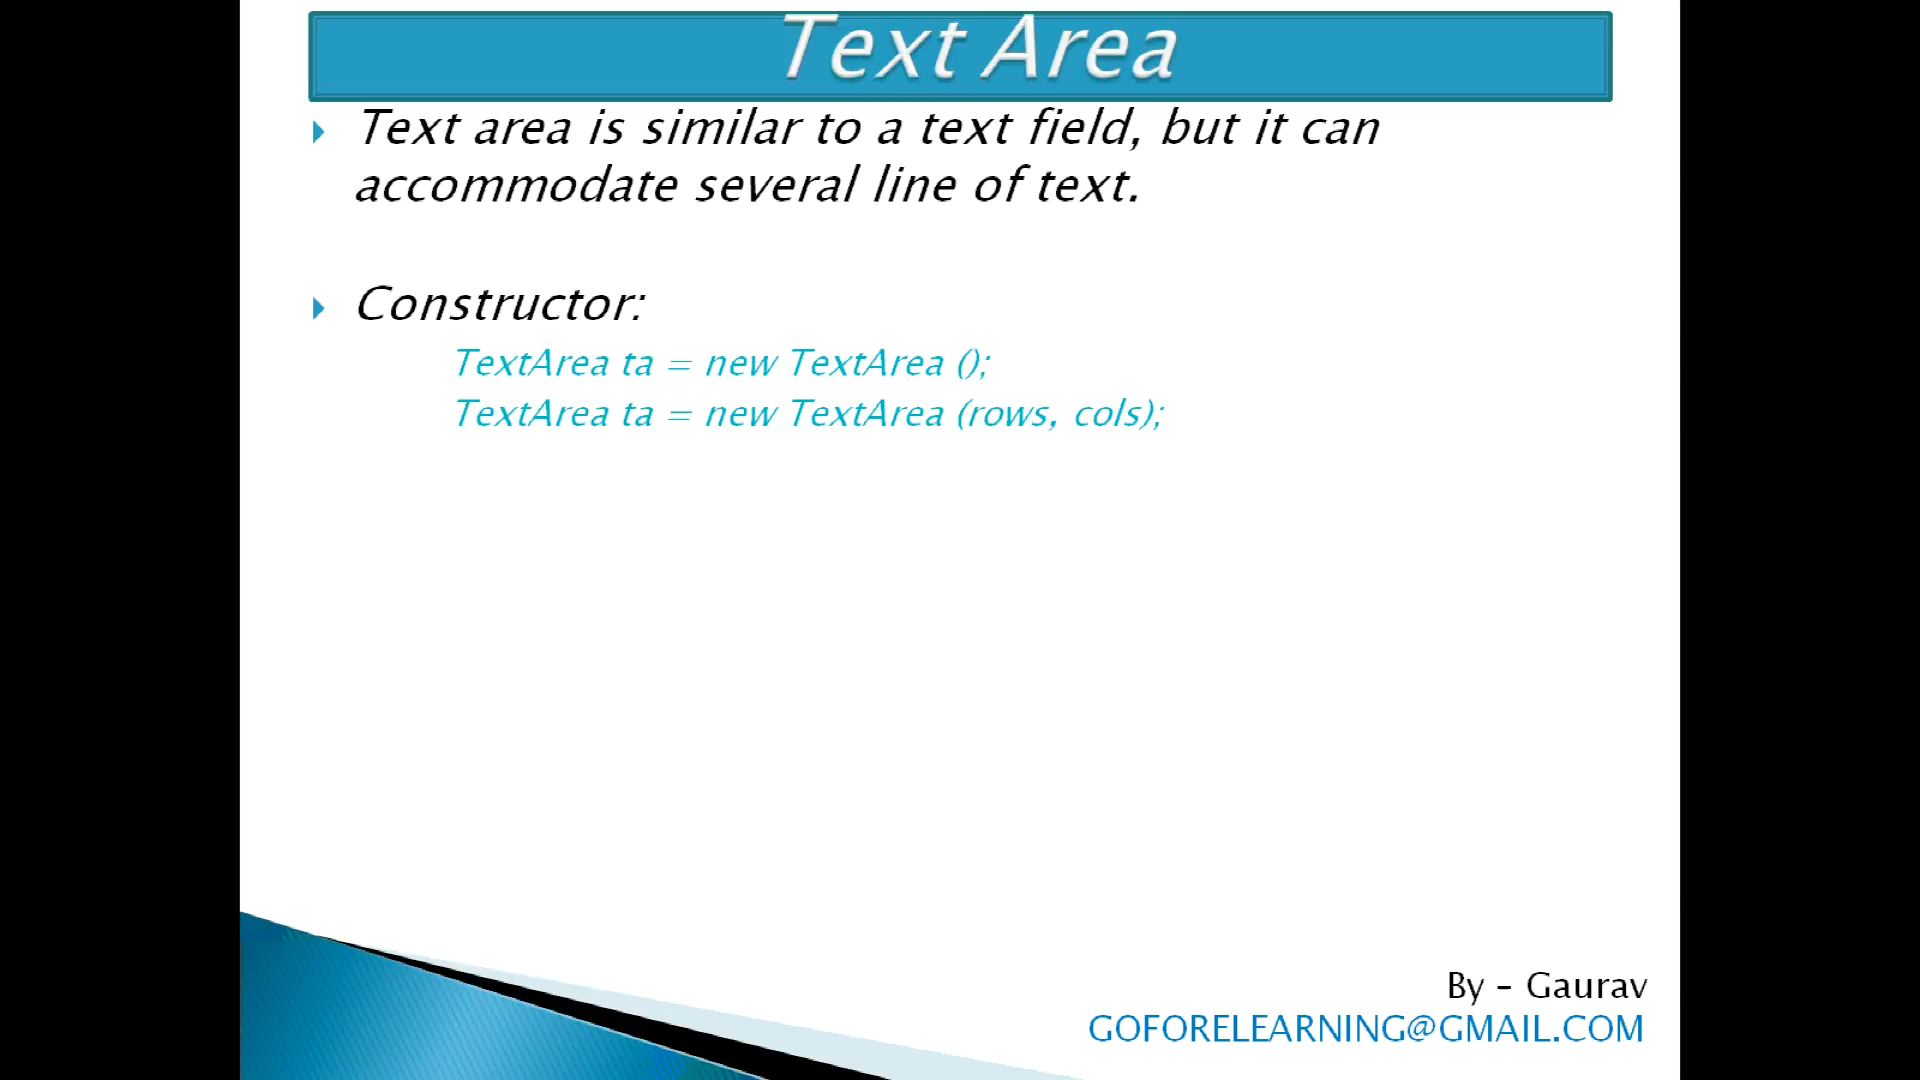 Text Area
Text area is similar to a text field, but it can
accommodate several line of text.
Constructor:
TextArea ta = new TextArea ();
TextArea ta = new TextArea (rows, cols);
By - Gaurav
GOFORELEARNING@GMAIL.COM